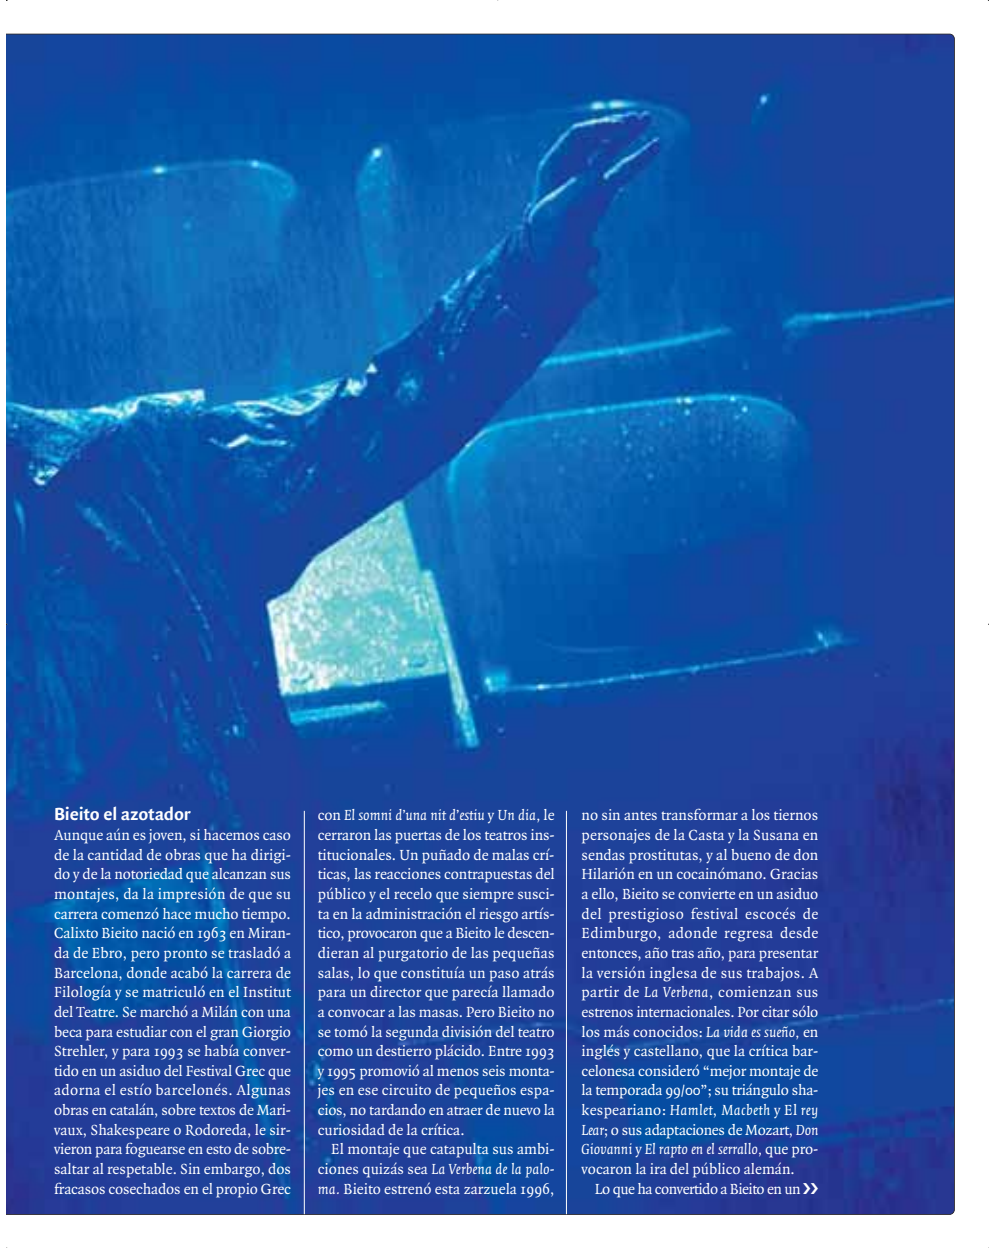 Bieito el azotador
Aunque aún es joven, si hacemos caso
de la cantidad de obras que ha dirigi-
do y de la notoriedad que alcanzan sus
montajes, da la impresión de que su
carrera comenzó hace mucho tiempo.
Calixto Bieito nació en 1963 en Miran-
da de Ebro, pero pronto se trasladó a
Barcelona, donde acabó la carrera de
Filología y se matriculó en el Institut
del Teatre. Se marchó a Milán con una
beca para estudiar con el gran Giorgio
Strehler, y para 1993 se había conver-
tido en un asiduo del Festival Grec que
adorna el estío barcelonés. Algunas
obras en catalán, sobre textos de Mari-
vaux, Shakespeare o Rodoreda, le sir-
vieron para foguearse en esto de sobre-
saltar al respetable. Sin embargo, dos
fracasos cosechados en el propio Grec
con El somni d'una nit d'estiu y Un dia, le
cerraron las puertas de los teatros ins-
titucionales. Un puñado de malas crí-
ticas, las reacciones contrapuestas del
público y el recelo que siempre susci-
ta en la administración el riesgo artís-
tico, provocaron que a Bieito le descen-
dieran al purgatorio de las pequeñas
salas, lo que constituía un paso atrás
para un director que parecía llamado
a convocar a las masas. Pero Bieito no
se tomó la segunda división del teatro
como un destierro plácido. Entre 1993
y 1995 promovió al menos seis monta-
jes en ese circuito de pequeños espa-
cios, no tardando en atraer de nuevo la
curiosidad de la crítica.
El montaje que catapulta sus ambi-
ciones quizás sea La Verbena de la palo-
ma. Bieito estrenó esta zarzuela 1996,
no sin antes transformar a los tiernos
personajes de la Casta y la Susana en
sendas prostitutas, y al bueno de don
Hilarión en un cocainómano. Gracias
a ello, Bieito se convierte en un asiduo
del prestigioso festival escocés de
Edimburgo, adonde regresa desde
entonces, año tras año, para presentar
la versión inglesa de sus trabajos. A
partir de La Verbena, comienzan sus
estrenos internacionales. Por citar sólo
los más conocidos: La vida es sueño, en
inglés y castellano, que la crítica bar-
celonesa consideró “mejor montaje de
la temporada 99/00”; su triángulo sha-
kespeariano: Hamlet, Macbeth y El rey
Lear; o sus adaptaciones de Mozart, Don
Giovanni y El rapto en el serrallo, que pro-
vocaron la ira del público alemán.
Lo que ha convertido a Bieito en un ❯❯